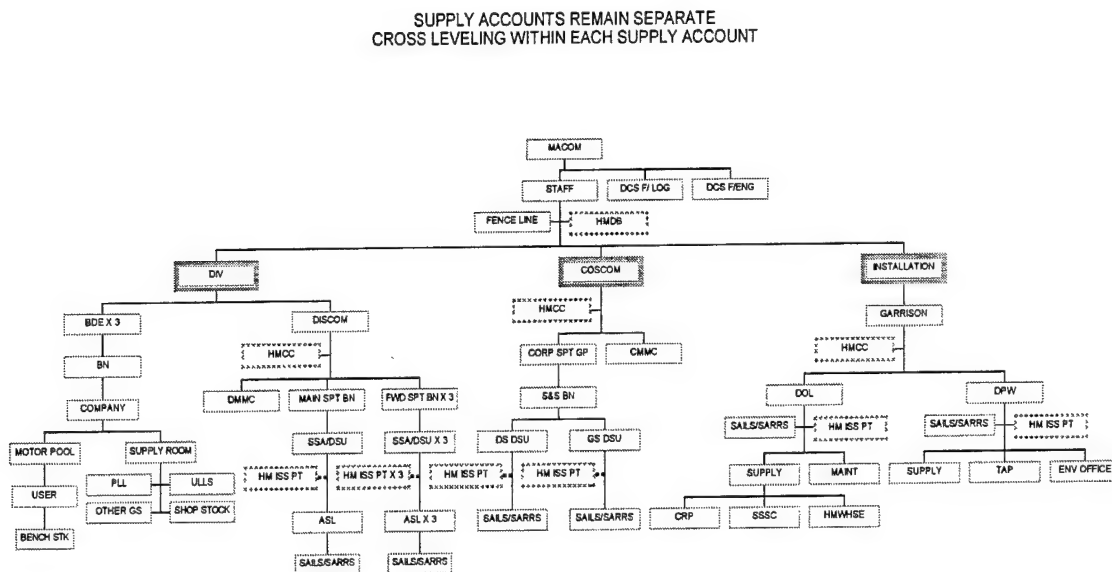 SUPPLY ACCOUNTS REMAIN SEPARATE
CROSS LEVELING WITHIN EACH SUPPLY ACCOUNT
MACOM
STAFF
DCS F/ LOG
DCS F/ENG
FENCE LINE
HMDB
DIV
COSCOM
INSTALLATION
BDE X 3
DISCOM
HMCC
GARRISON
BN
HMCC
CORP SPT GP
CMMC
HMCC
COMPANY
DMMC
MAIN SPT BN
FWD SPT BN X 3
S&S BN
DOL
DPW
MOTOR POOL
SUPPLY ROOM
SSA/DSU
SSA/DSU X 3
DS DSU
GS DSU
SAILS/SARRS
HM ISS PT
SAILS/SARRS
HM ISS PT
USER
PLL
ULLS
HM ISS PT
HM ISS PT X 3
HM ISS PT
HM ISS PT
SUPPLY
MAINT
SUPPLY
TAP
ENV OFFICE
BENCH STK
OTHER GS
SHOP STOCK
ASL
ASL X 3
SAILS/SARRS
SAILS/SARRS
CRP
SSSC
HMWHSE
SAILS/SARRS
SAILS/SARRS